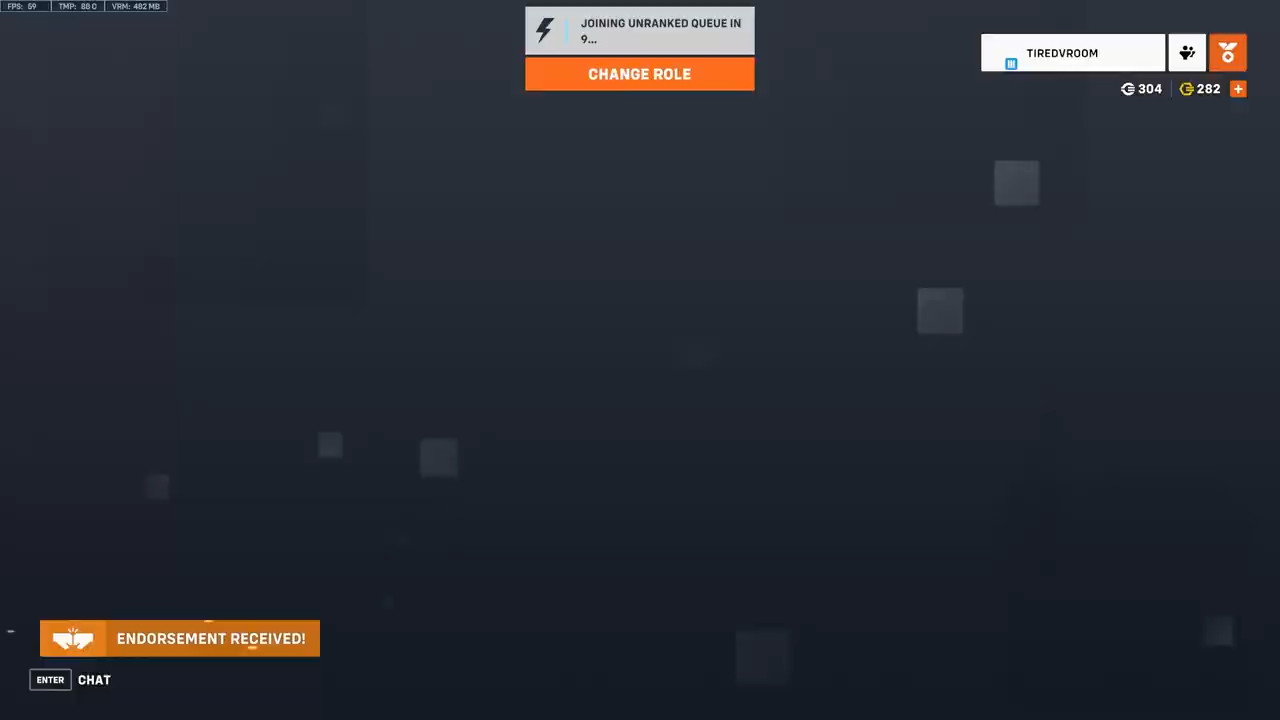 FPS: 59 TMP: 88 C VRM: 482 MB
JOINING UNRANKED QUEUE IN
9...
CHANGE ROLE
TIREDVROOM
304 282 +
ENDORSEMENT RECEIVED!
ENTER CHAT